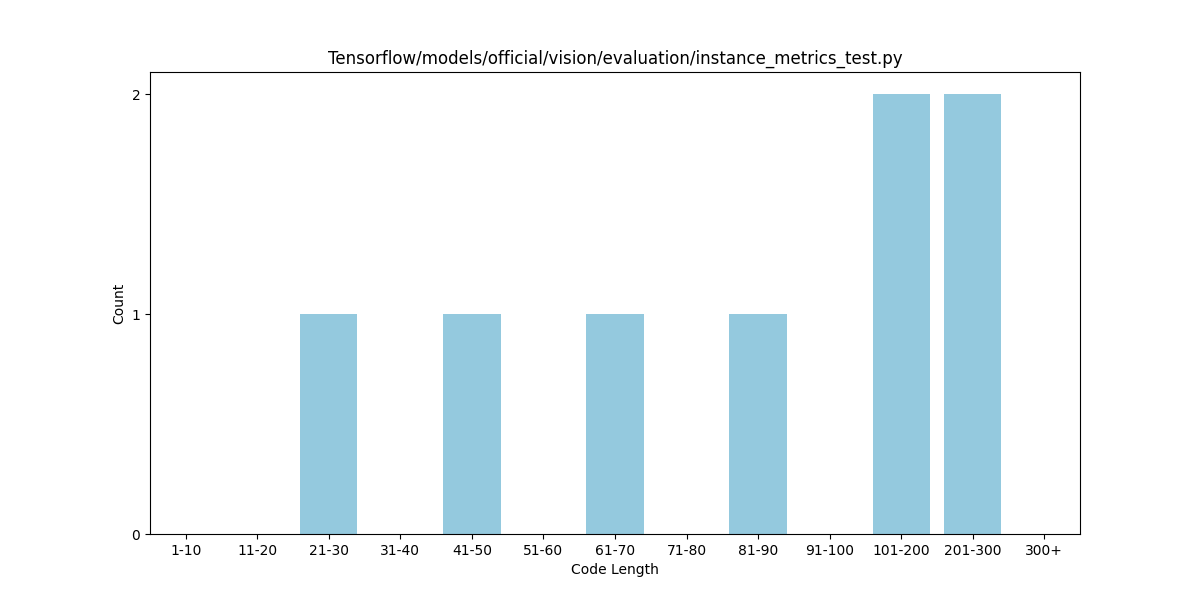 Tensorflow/models/official/vision/evaluation/instance_metrics_test.py
2
1
0
Count
1-10 11-20 21-30 31-40 41-50 51-60 61-70 71-80 81-90 91-100 101-200 201-300 300+
Code Length